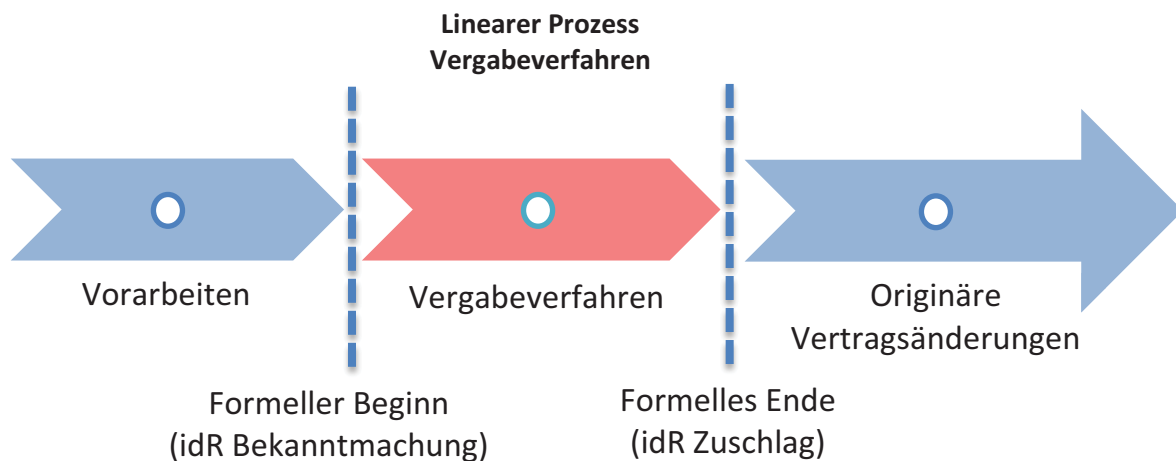 Linearer Prozess
Vergabeverfahren
Vorarbeiten
Vergabeverfahren
Originäre
Vertragsänderungen
Formeller Beginn
(idR Bekanntmachung)
Formelles Ende
(idR Zuschlag)